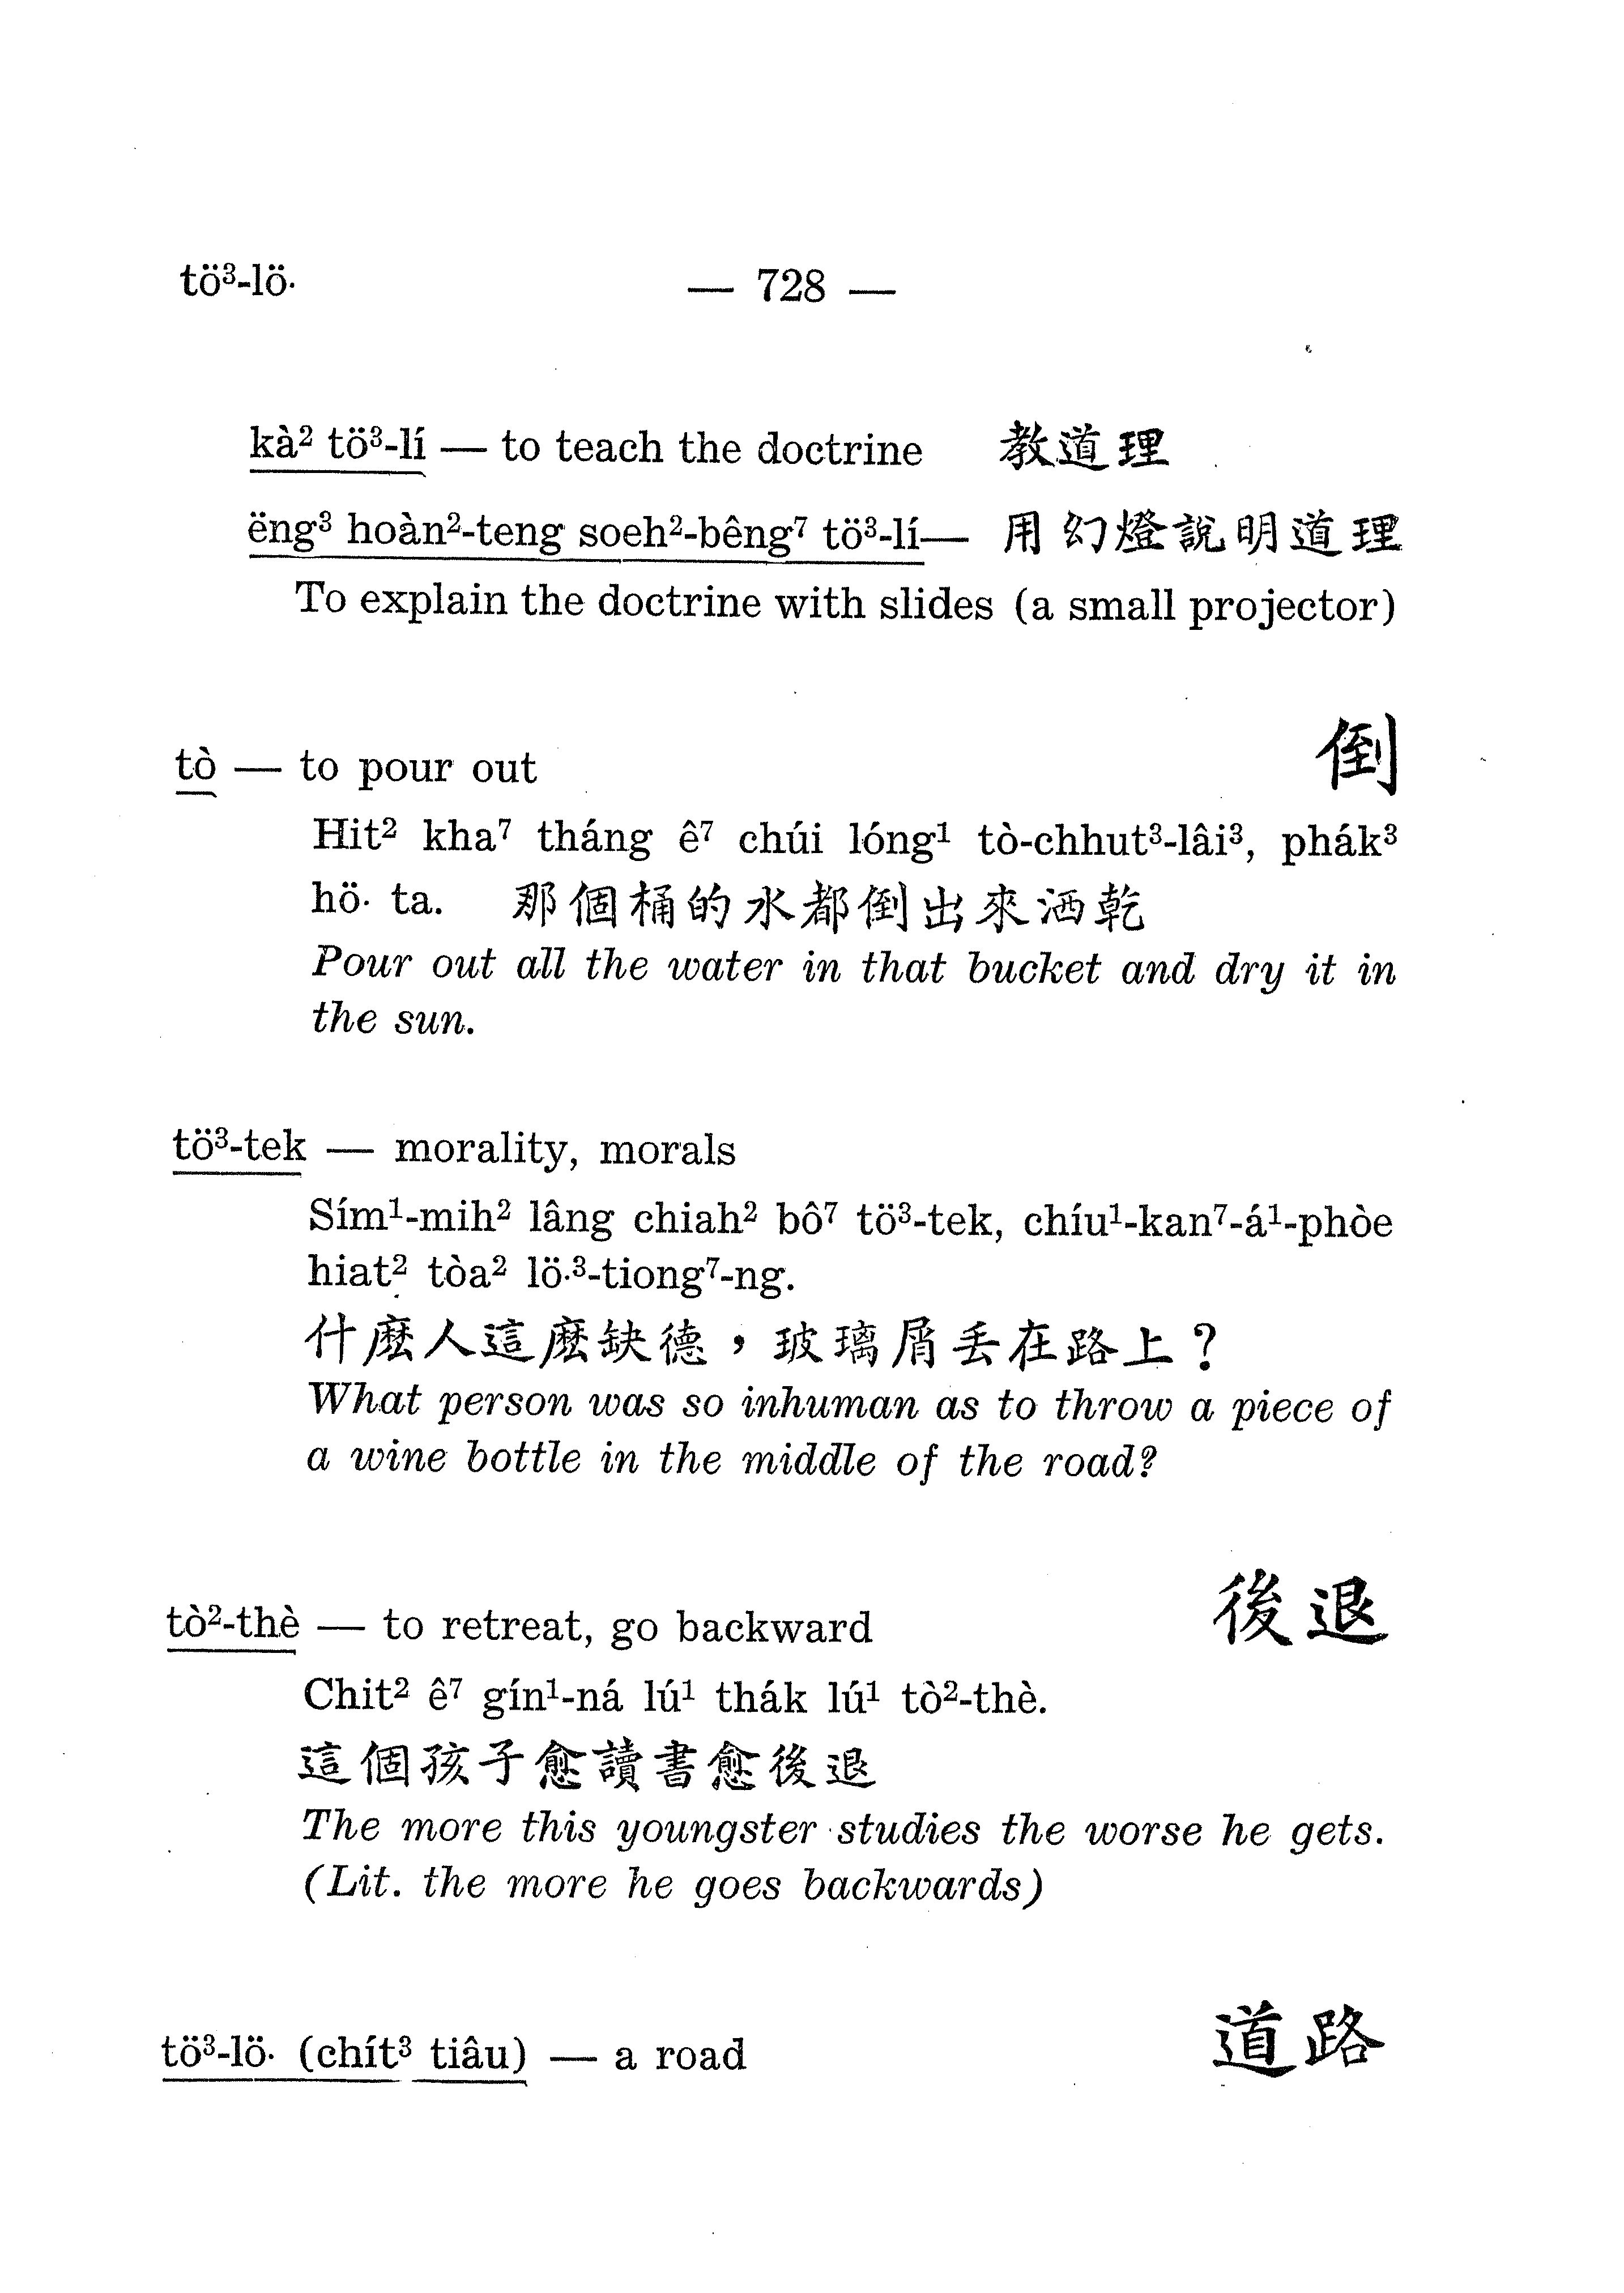 tö³-lö·
— 728 —
kà² tö³-lí — to teach the doctrine 教道理
ëng³ hoàn²-teng soeh²-bêng⁷ tö³-lí— 用幻燈說明道理
To explain the doctrine with slides (a small projector)
tò — to pour out 倒
Hit² kha⁷ tháng ê⁷ chúi lóng¹ tò-chhut³-lâi³, phák³
hö· ta. 那個桶的水都倒出來洒乾
Pour out all the water in that bucket and dry it in
the sun.
tö³-tek — morality, morals
Sím¹-mih² lâng chiah² bô⁷ tö³-tek, chíu¹-kan⁷-á¹-phòe
hiat² tòa² lö·³-tiong⁷-ng.
什麼人這麼缺德，玻璃屑丢在路上？
What person was so inhuman as to throw a piece of
a wine bottle in the middle of the road?
tò²-thè — to retreat, go backward 後退
Chit² ê⁷ gín¹-ná lú¹ thák lú¹ tò²-thè.
這個孩子愈讀書愈後退
The more this youngster studies the worse he gets.
(Lit. the more he goes backwards)
tö³-lö· (chít³ tiâu) — a road 道路